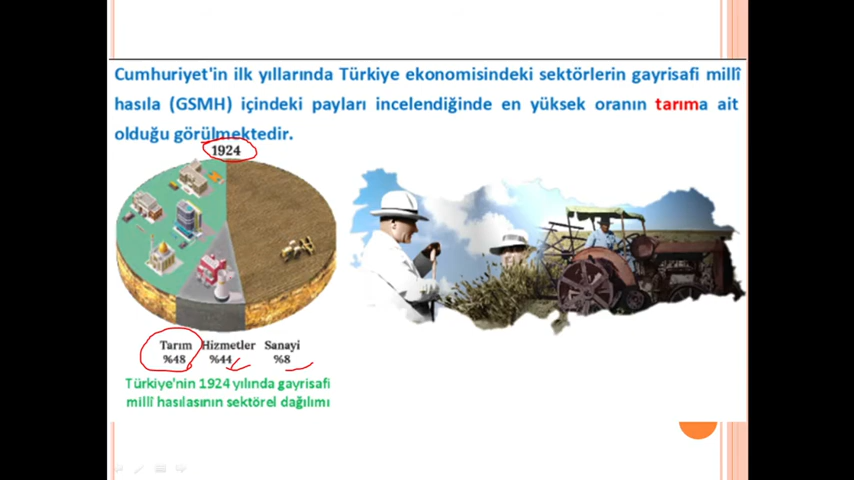 Cumhuriyet'in ilk yıllarında Türkiye ekonomisindeki sektörlerin gayrisafi millî
hasıla (GSMH) içindeki payları incelendiğinde en yüksek oranın tarıma ait
olduğu görülmektedir.
1924
Tarım Hizmetler Sanayi
%48 %44 %8
Türkiye'nin 1924 yılında gayrisafi
millî hasılasının sektörel dağılımı